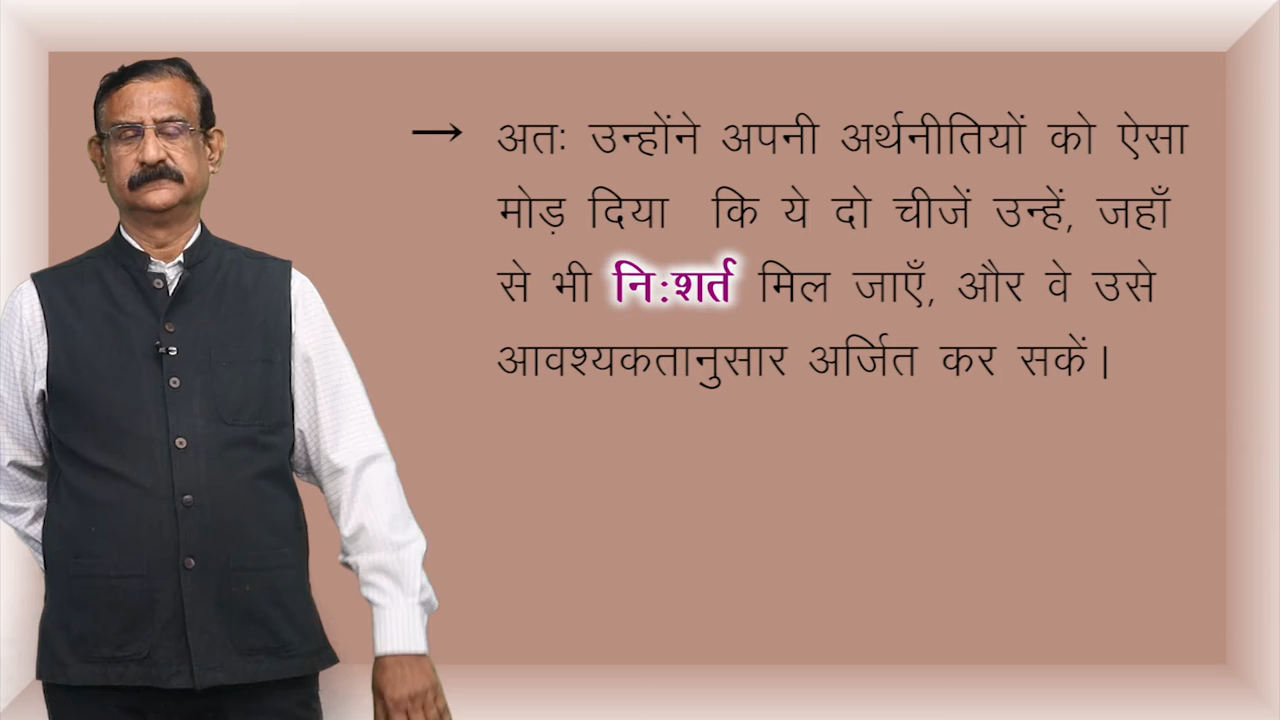 → अतः उन्होंने अपनी अर्थनीतियों को ऐसा
मोड़ दिया कि ये दो चीजें उन्हें, जहाँ
से भी निःशर्त मिल जाएँ, और वे उसे
आवश्यकतानुसार अर्जित कर सकें।